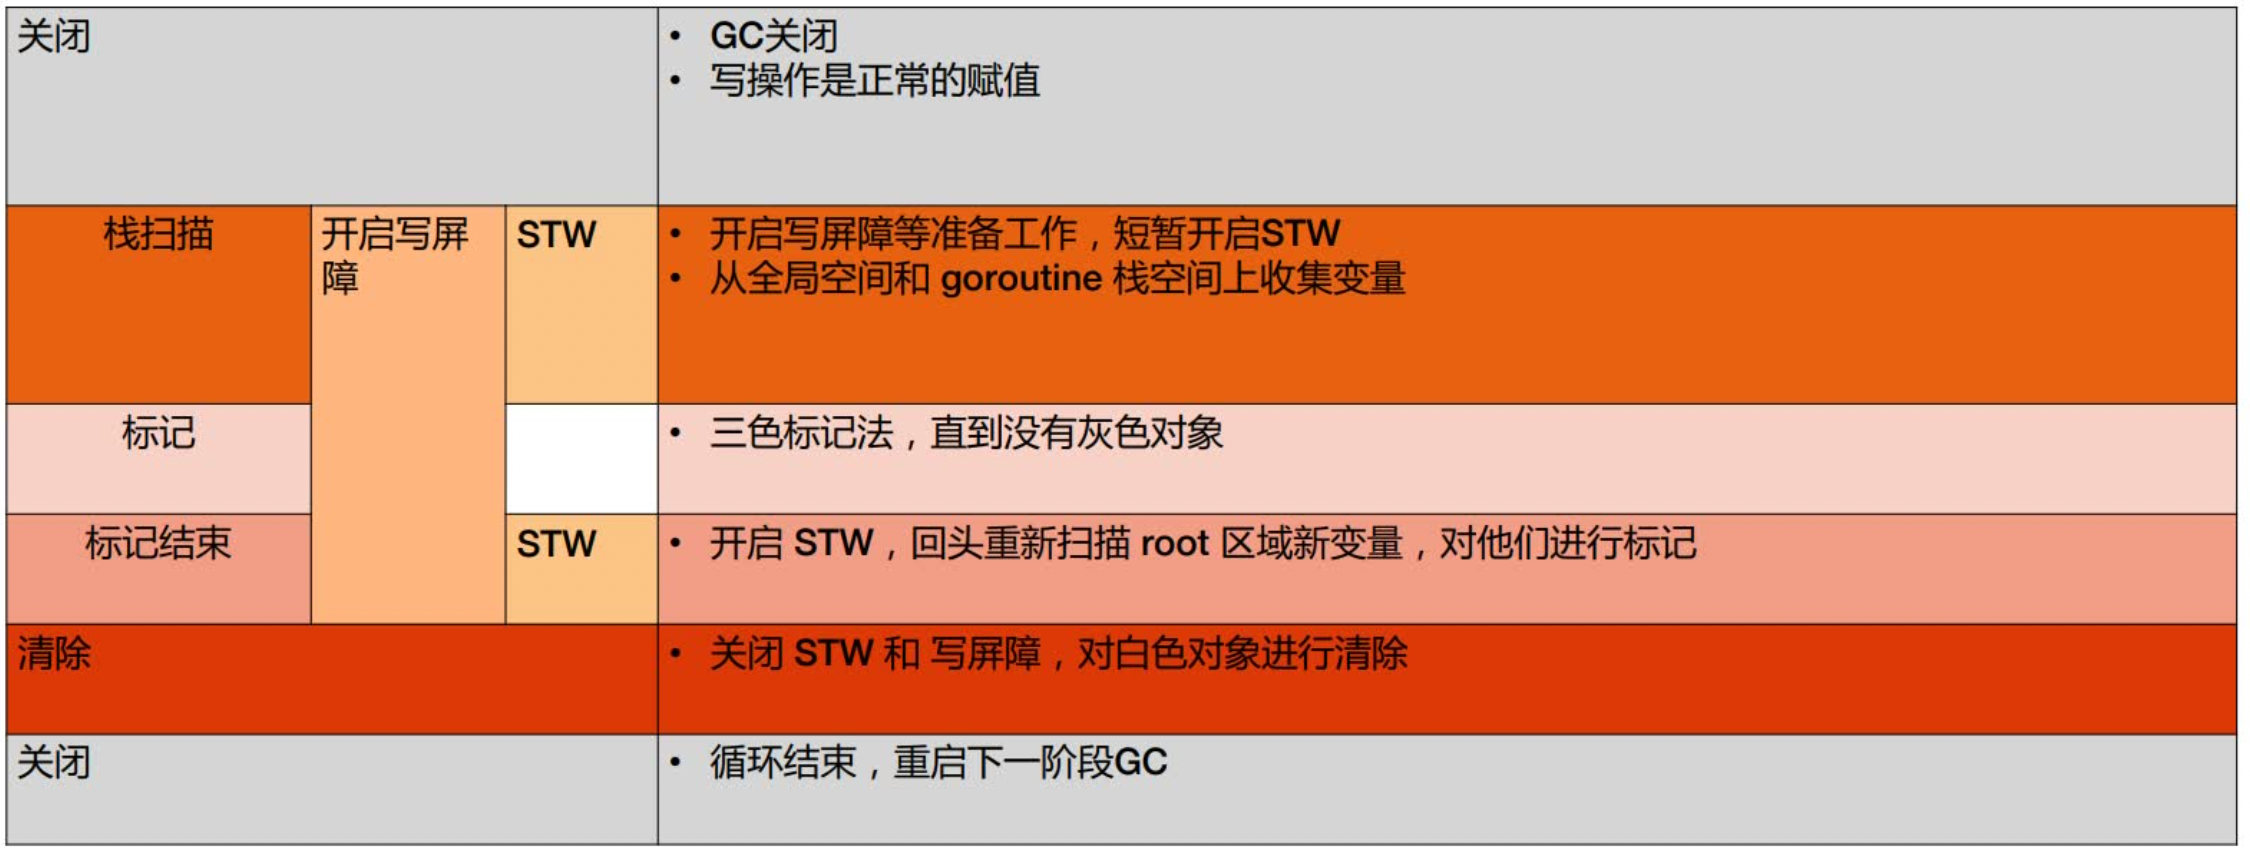 关闭
• GC关闭
• 写操作是正常的赋值
栈扫描
开启写屏
障
STW
• 开启写屏障等准备工作，短暂开启STW
• 从全局空间和 goroutine 栈空间上收集变量
标记
• 三色标记法，直到没有灰色对象
标记结束
STW
• 开启 STW，回头重新扫描 root 区域新变量，对他们进行标记
清除
• 关闭 STW 和 写屏障，对白色对象进行清除
关闭
• 循环结束，重启下一阶段GC